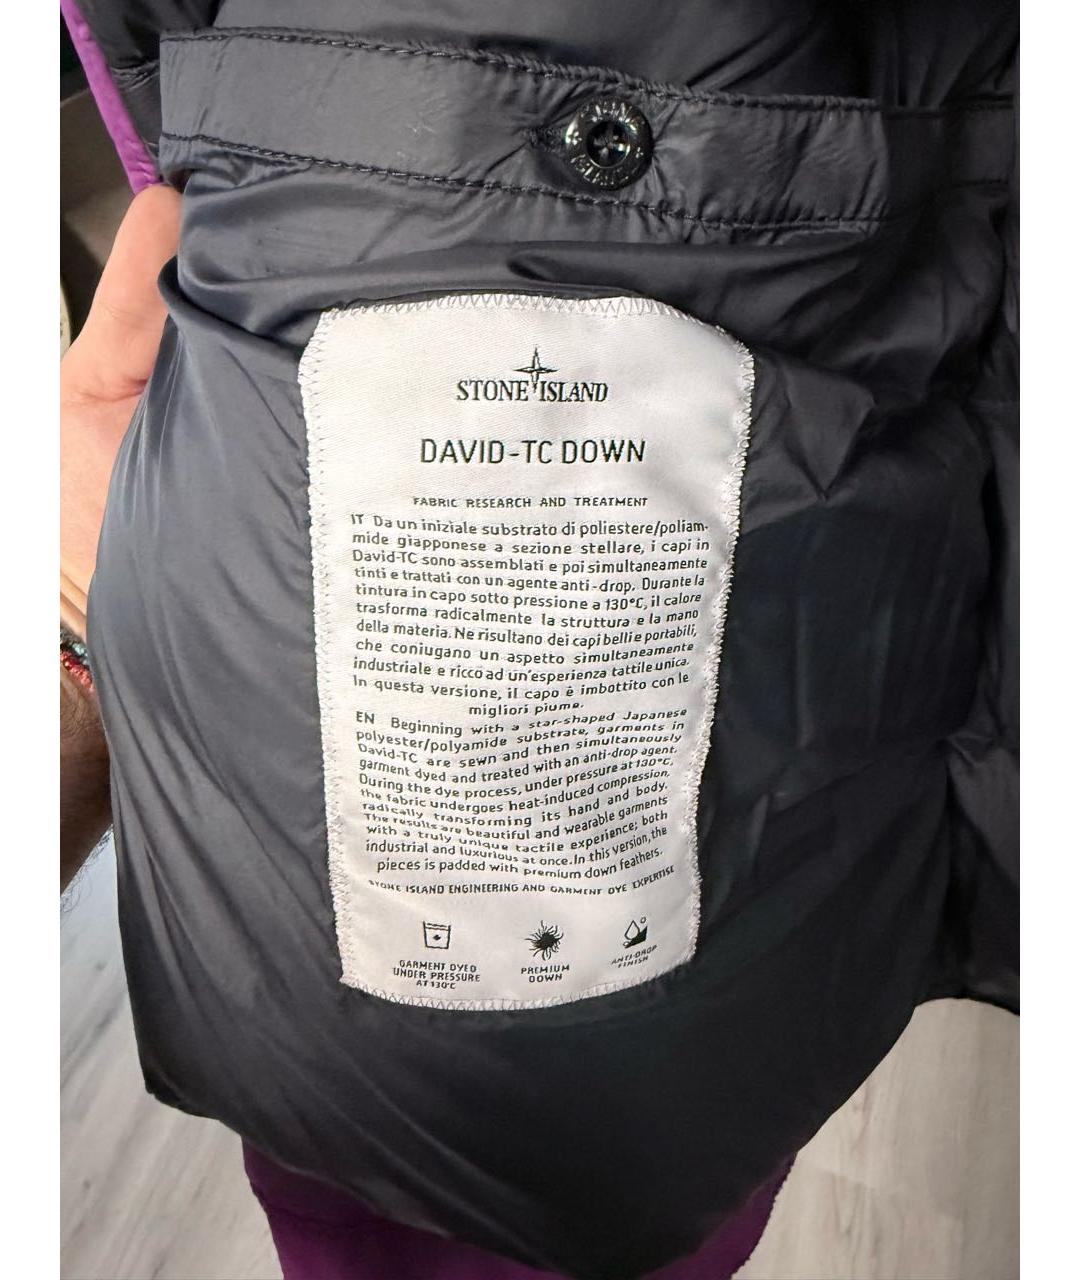 STONE ISLAND
STONE ISLAND
DAVID-TC DOWN
FABRIC RESEARCH AND TREATMENT
IT Da un iniziale substrato di poliestere/poliam-
mide giapponese a sezione stellare, i capi in
David-TC sono assemblati e poi simultaneamente
tinti e trattati con un agente anti-drop. Durante la
tintura in capo sotto pressione a 130°C, il calore
trasforma radicalmente la struttura e la mano
della materia. Ne risultano dei capi belli e portabili,
che coniugano un aspetto simultaneamente
industriale e ricco ad un'esperienza tattile unica.
In questa versione, il capo è imbottito con le
migliori piume.
EN Beginning with a star-shaped Japanese
polyester/polyamide substrate, garments in
David-TC are sewn and then simultaneously
garment dyed and treated with an anti-drop agent.
During the dye process, under pressure at 130°C,
the fabric undergoes heat-induced compression,
radically transforming its hand and body.
The results are beautiful and wearable garments
with a truly unique tactile experience; both
industrial and luxurious at once. In this version, the
pieces is padded with premium down feathers.
STONE ISLAND ENGINEERING AND GARMENT DYE EXPERTISE
GARMENT DYED
UNDER PRESSURE
AT 130°C
PREMIUM
DOWN
ANTI-DROP
FINISH